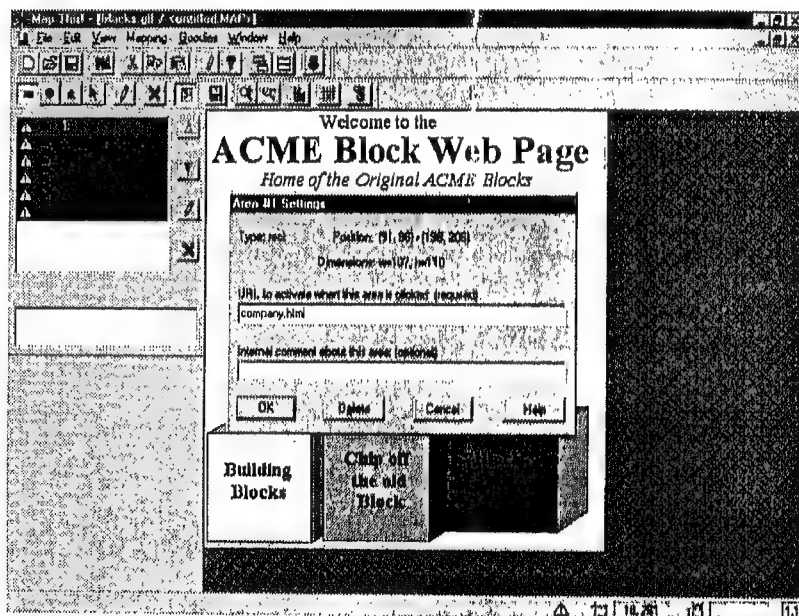 Map This! - [blocks.gif / <untitled.MAP>]
File Edit View Mapping Goodies Window Help
Welcome to the
ACME Block Web Page
Home of the Original ACME Blocks
Area #1 Settings
Type: rect Position: (91, 96) - (198, 206)
Dimensions: w=107, h=110
URL to activate when this area is clicked: (required)
company.html
Internal comment about this area: (optional)
OK Delete Cancel Help
Building
Blocks
Chip off
the old
Block